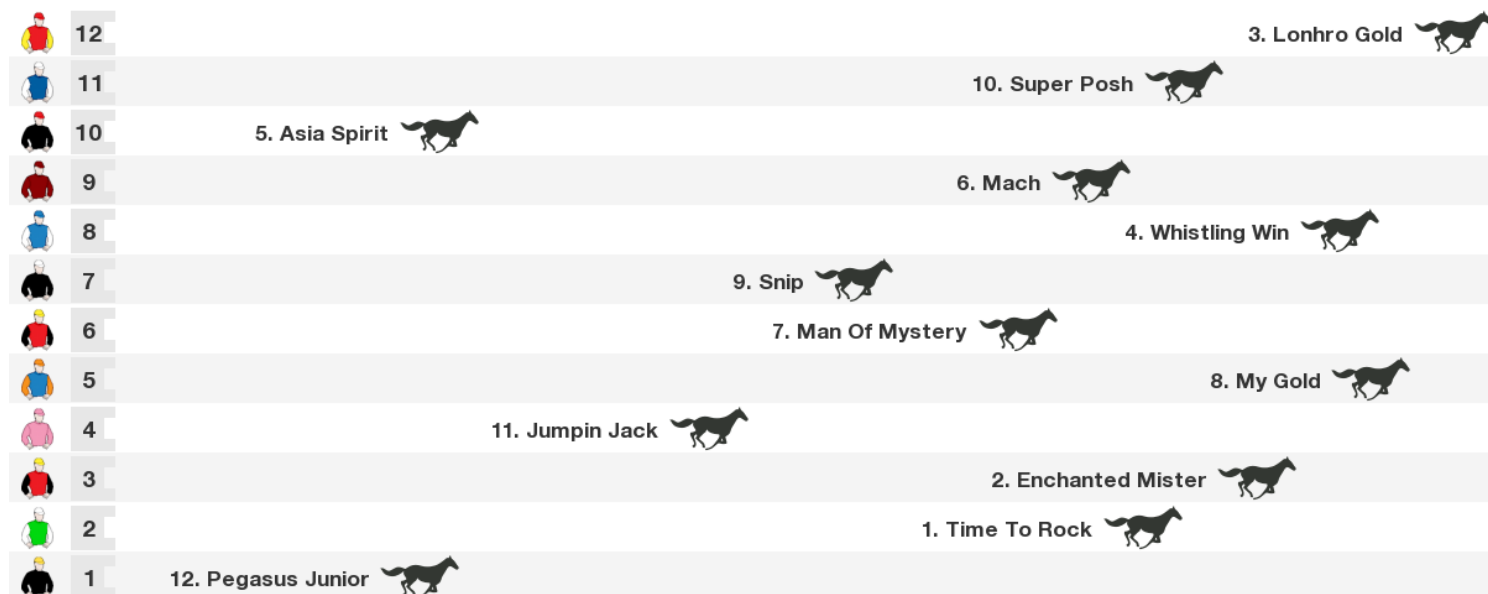 12 3. Lonhro Gold
11 10. Super Posh
10 5. Asia Spirit
9 6. Mach
8 4. Whistling Win
7 9. Snip
6 7. Man Of Mystery
5 8. My Gold
4 11. Jumpin Jack
3 2. Enchanted Mister
2 1. Time To Rock
1 12. Pegasus Junior